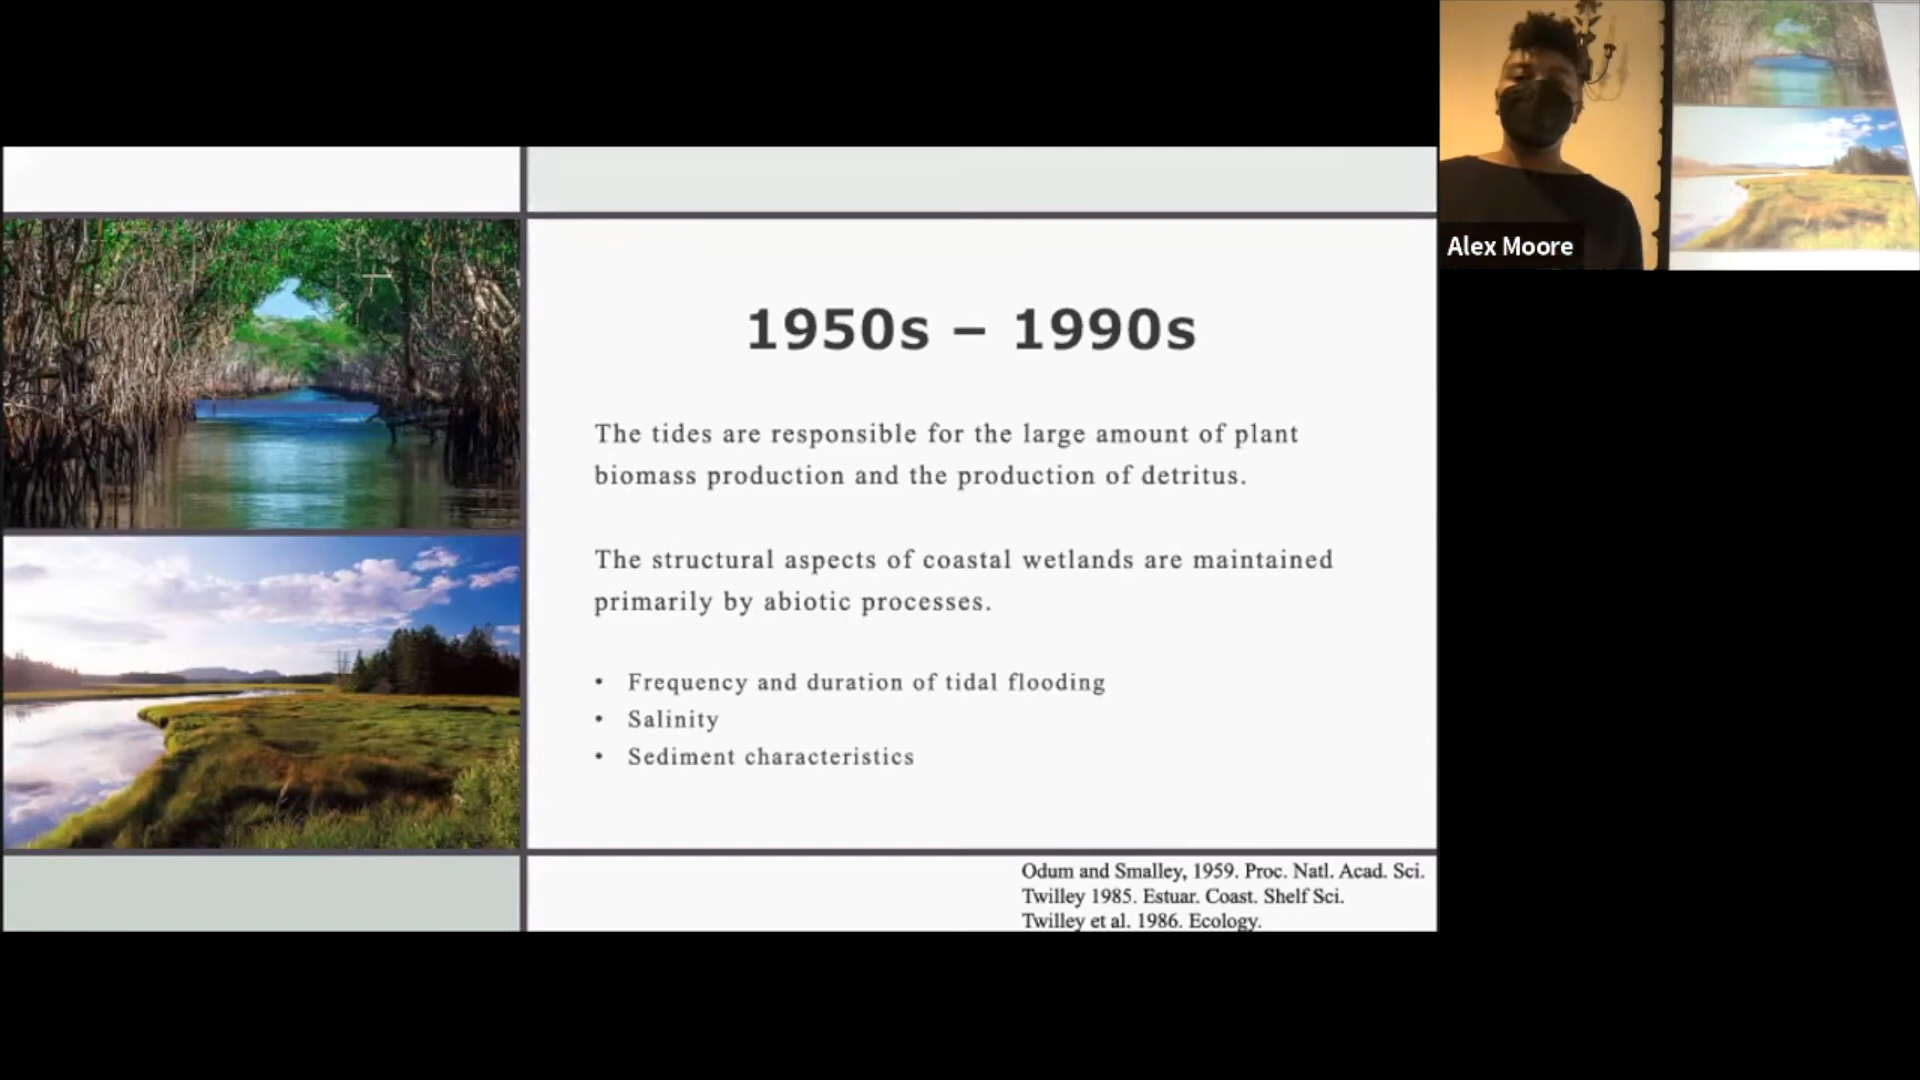 Alex Moore
1950s – 1990s
The tides are responsible for the large amount of plant
biomass production and the production of detritus.
The structural aspects of coastal wetlands are maintained
primarily by abiotic processes.
• Frequency and duration of tidal flooding
• Salinity
• Sediment characteristics
Odum and Smalley, 1959. Proc. Natl. Acad. Sci.
Twilley 1985. Estuar. Coast. Shelf Sci.
Twilley et al. 1986. Ecology.